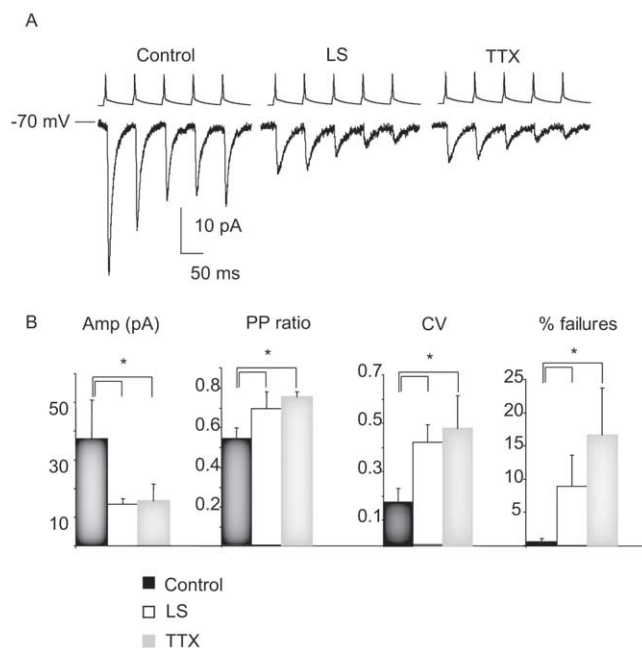 A
Control LS TTX
-70 mV
10 pA
50 ms
B
Amp (pA) PP ratio CV % failures
* * * *
50
30
10
0.8
0.6
0.4
0.2
0.7
0.5
0.3
0.1
25
20
15
10
5
Control
LS
TTX